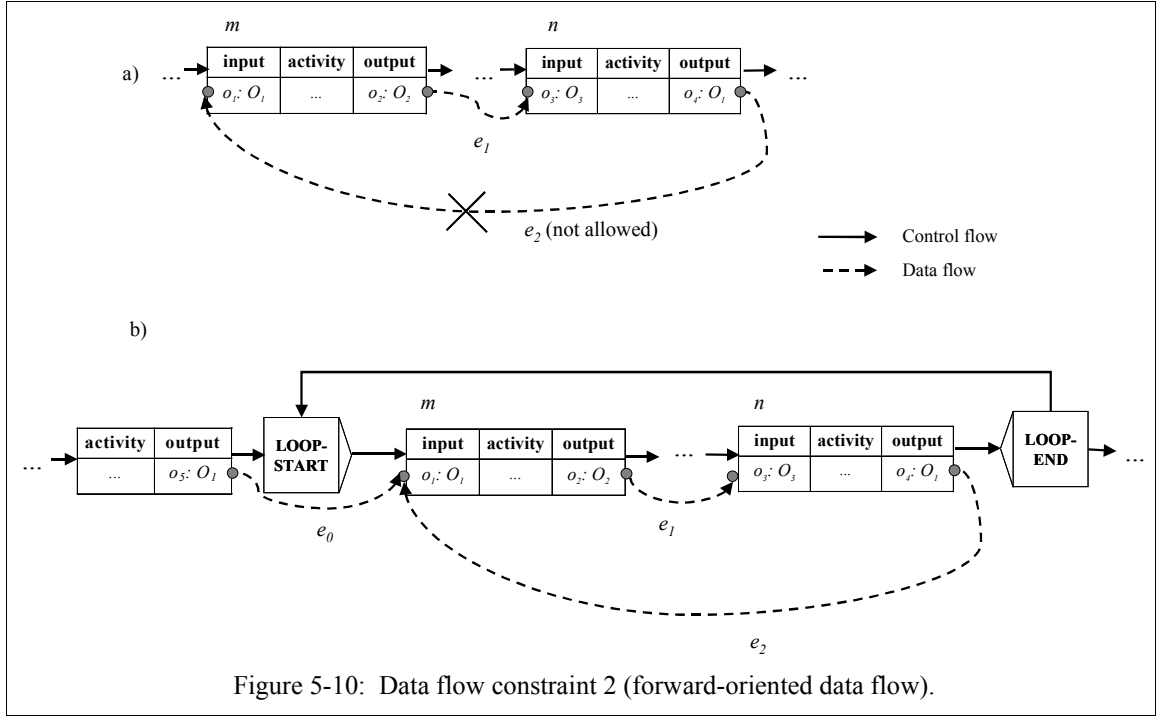 m n
a) ... input activity output ... input activity output ...
o1: O1 ... o2: O2 o3: O3 ... o4: O1
e1
e2 (not allowed)
Control flow
Data flow
b)
m n
activity output LOOP- input activity output input activity output LOOP-
... START ... END ...
... o5: O1 o1: O1 ... o2: O2 o3: O3 ... o4: O1
e0 e1
e2
Figure 5-10: Data flow constraint 2 (forward-oriented data flow).